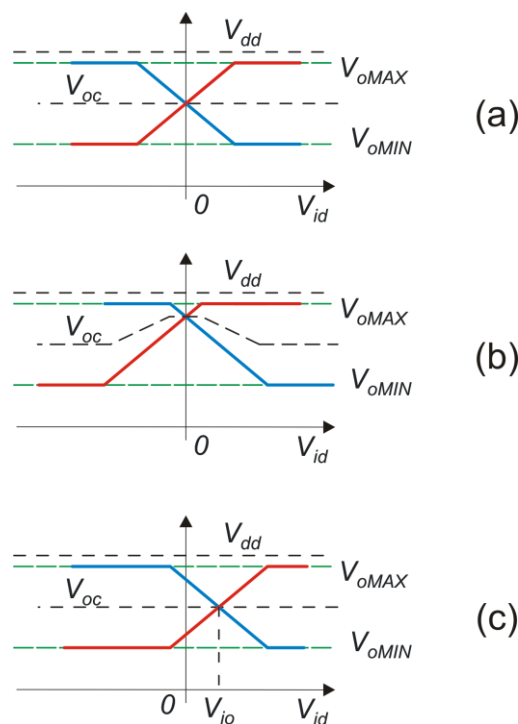 V_dd
V_oMAX
V_oc
(a)
V_oMIN
0
V_id
V_dd
V_oMAX
V_oc
(b)
V_oMIN
0
V_id
V_dd
V_oMAX
V_oc
(c)
V_oMIN
0
V_io
V_id